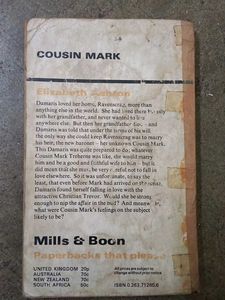 COUSIN MARK
Elizabeth Ashton
Damaris loved her home, Ravenscrag, more than
anything else in the world. She had lived there
with her grandfather, and never wanted to live
anywhere else. But then her grandfather and
Damaris was told that under the terms of his will
the only way she could keep Ravenscrag was to marry
his heir, the new baronet - her unknown Cousin Mark.
This Damaris was quite prepared to do; whatever
Cousin Mark Treherne was like, she would marry
him and be a good and faithful wife to him - but it
did mean that she must be very careful not to fall in
love elsewhere. So it was unfortunate, to say the
least, that even before Mark had arrived on the scene,
Damaris found herself falling in love with the
attractive Christian Trevor. Would she be strong
enough to nip the affair in the bud? And meanwhile,
what were Cousin Mark's feelings on the subject
likely to be?
Mills & Boon
Paperbacks that please
UNITED KINGDOM 20p
AUSTRALIA 70c
NEW ZEALAND 70c
SOUTH AFRICA 50c
All prices are subject to
change without prior notice
ISBN 0.263.71265.6